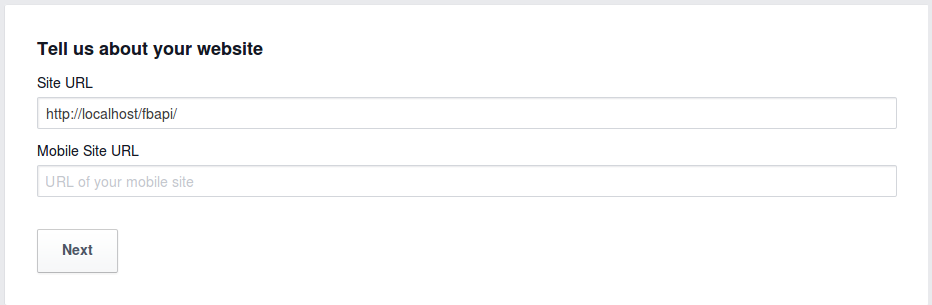 Tell us about your website
Site URL
http://localhost/fbapi/
Mobile Site URL
URL of your mobile site
Next